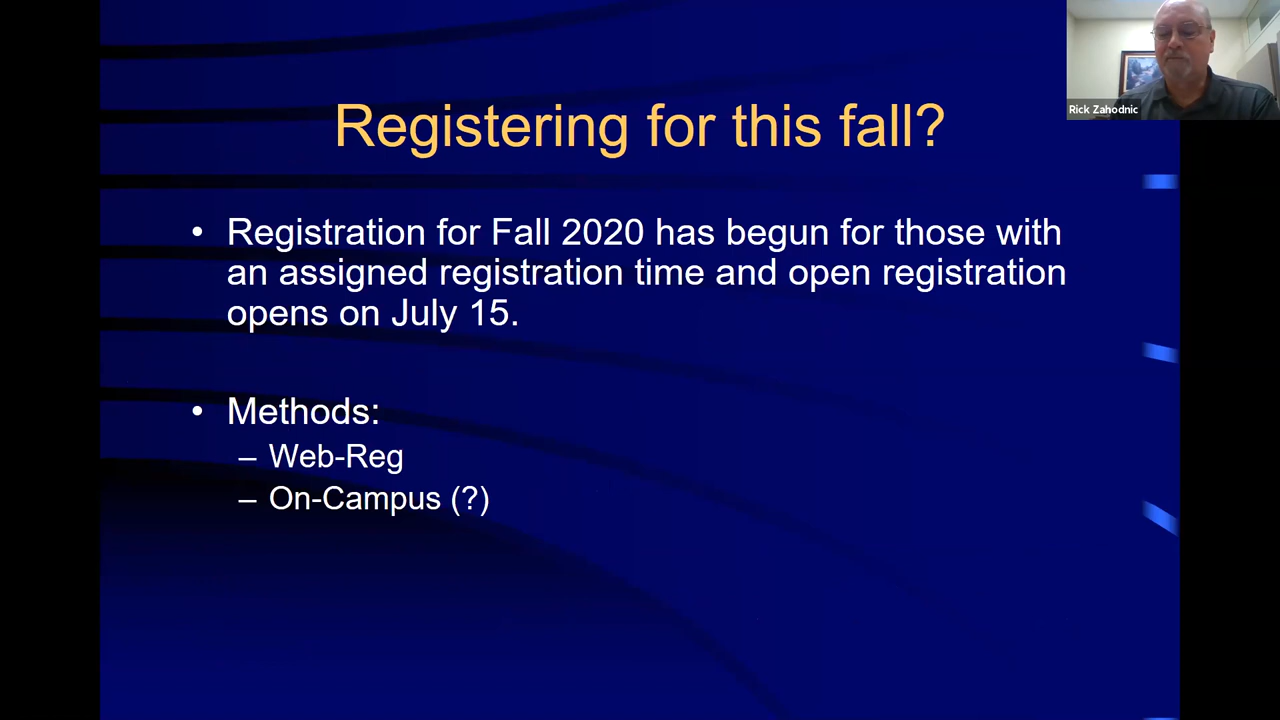 Rick Zahodnic
Registering for this fall?
• Registration for Fall 2020 has begun for those with
an assigned registration time and open registration
opens on July 15.
• Methods:
– Web-Reg
– On-Campus (?)